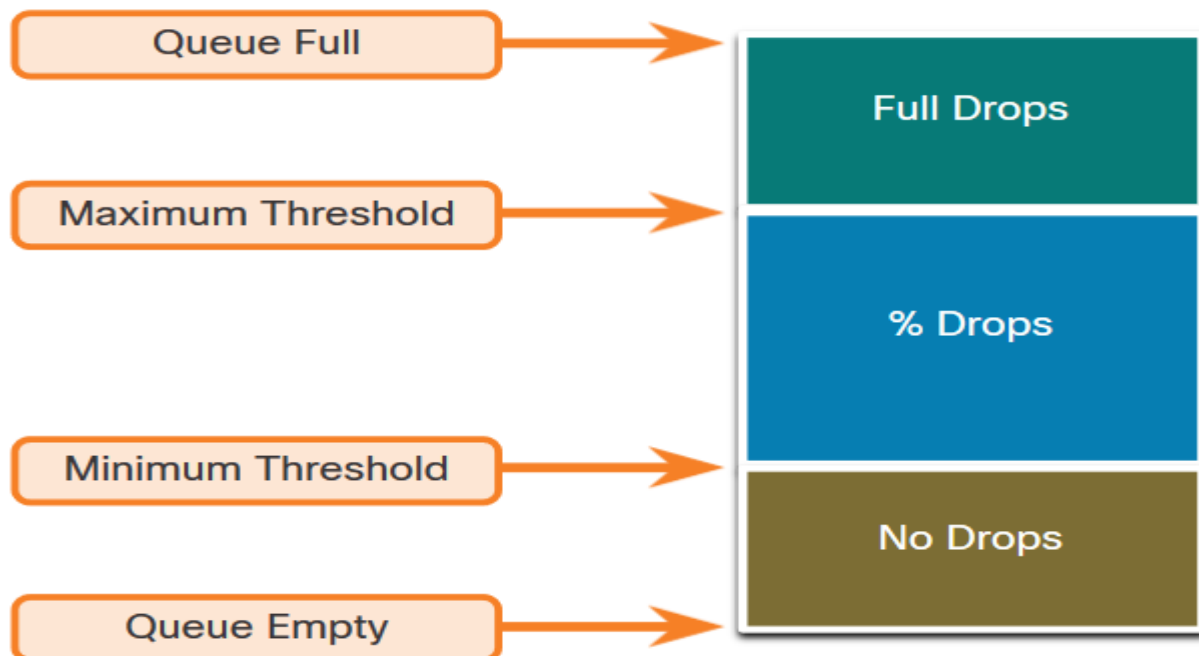 Queue Full
Full Drops
Maximum Threshold
% Drops
Minimum Threshold
No Drops
Queue Empty